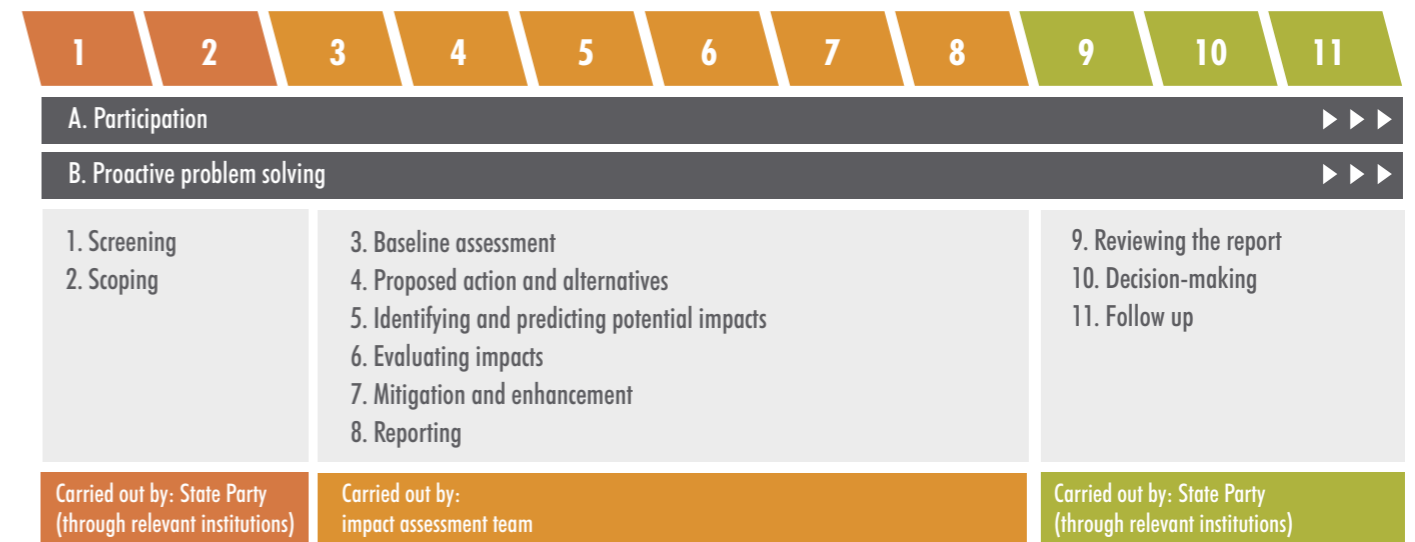 1 2 3 4 5 6 7 8 9 10 11
A. Participation
B. Proactive problem solving
1. Screening
2. Scoping
3. Baseline assessment
4. Proposed action and alternatives
5. Identifying and predicting potential impacts
6. Evaluating impacts
7. Mitigation and enhancement
8. Reporting
9. Reviewing the report
10. Decision-making
11. Follow up
Carried out by: State Party
(through relevant institutions)
Carried out by:
impact assessment team
Carried out by: State Party
(through relevant institutions)